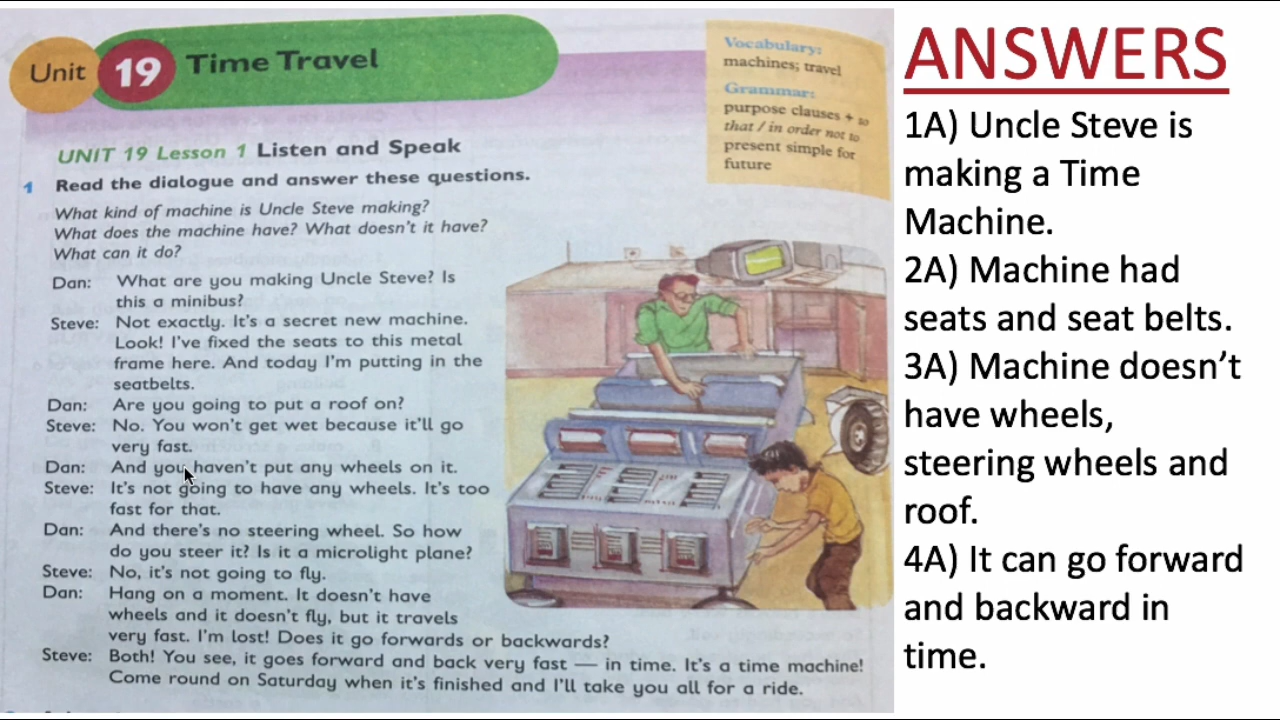 Unit 19 Time Travel
Vocabulary:
machines; travel
Grammar:
purpose clauses + so
that / in order not to
present simple for
future
UNIT 19 Lesson 1 Listen and Speak
1 Read the dialogue and answer these questions.
What kind of machine is Uncle Steve making?
What does the machine have? What doesn't it have?
What can it do?
Dan: What are you making Uncle Steve? Is
this a minibus?
Steve: Not exactly. It's a secret new machine.
Look! I've fixed the seats to this metal
frame here. And today I'm putting in the
seatbelts.
Dan: Are you going to put a roof on?
Steve: No. You won't get wet because it'll go
very fast.
Dan: And you haven't put any wheels on it.
Steve: It's not going to have any wheels. It's too
fast for that.
Dan: And there's no steering wheel. So how
do you steer it? Is it a microlight plane?
Steve: No, it's not going to fly.
Dan: Hang on a moment. It doesn't have
wheels and it doesn't fly, but it travels
very fast. I'm lost! Does it go forwards or backwards?
Steve: Both! You see, it goes forward and back very fast — in time. It's a time machine!
Come round on Saturday when it's finished and I'll take you all for a ride.
ANSWERS
1A) Uncle Steve is
making a Time
Machine.
2A) Machine had
seats and seat belts.
3A) Machine doesn't
have wheels,
steering wheels and
roof.
4A) It can go forward
and backward in
time.